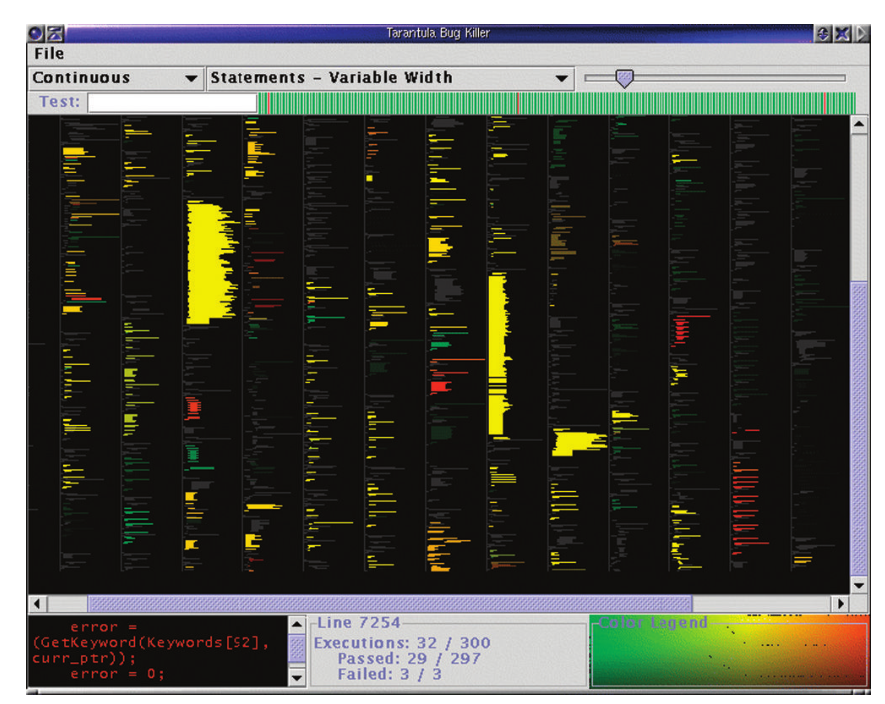 Tarantula Bug Killer
File
Continuous
Statements - Variable Width
Test:
error =
(GetKeyword(Keywords[52],
curr_ptr));
error = 0;
Line 7254
Executions: 32 / 300
Passed: 29 / 297
Failed: 3 / 3
Color Legend